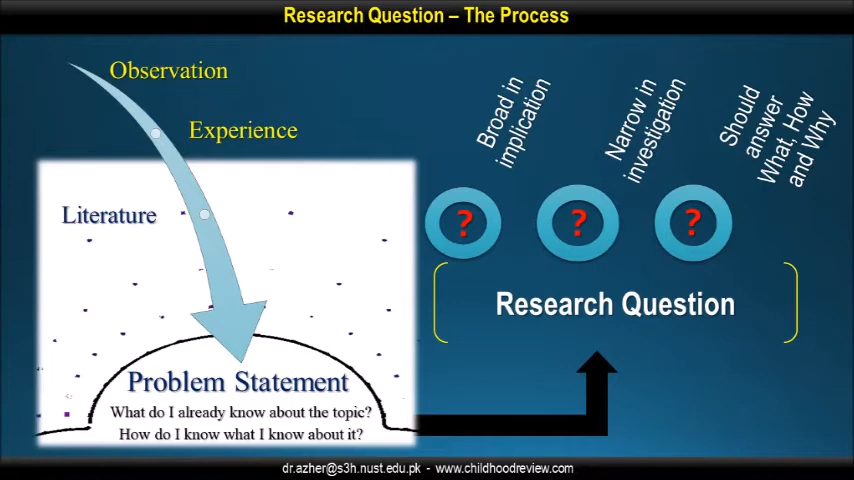 Research Question – The Process
Observation
Experience
Literature
Problem Statement
What do I already know about the topic?
How do I know what I know about it?
Broad in
implication
Narrow in
investigation
Should
answer
What, How
and Why
?
?
?
Research Question
dr.azher@s3h.nust.edu.pk - www.childhoodreview.com